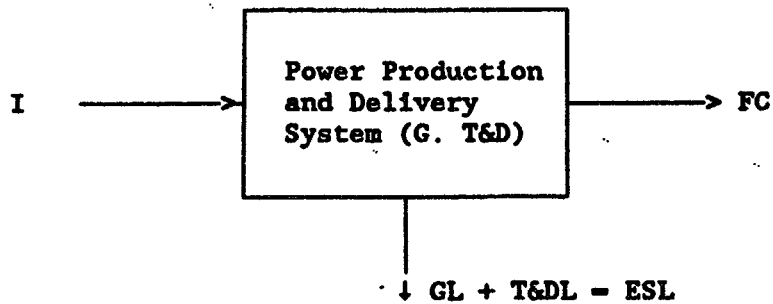 I
Power Production
and Delivery
System (G. T&D)
FC
GL + T&DL = ESL